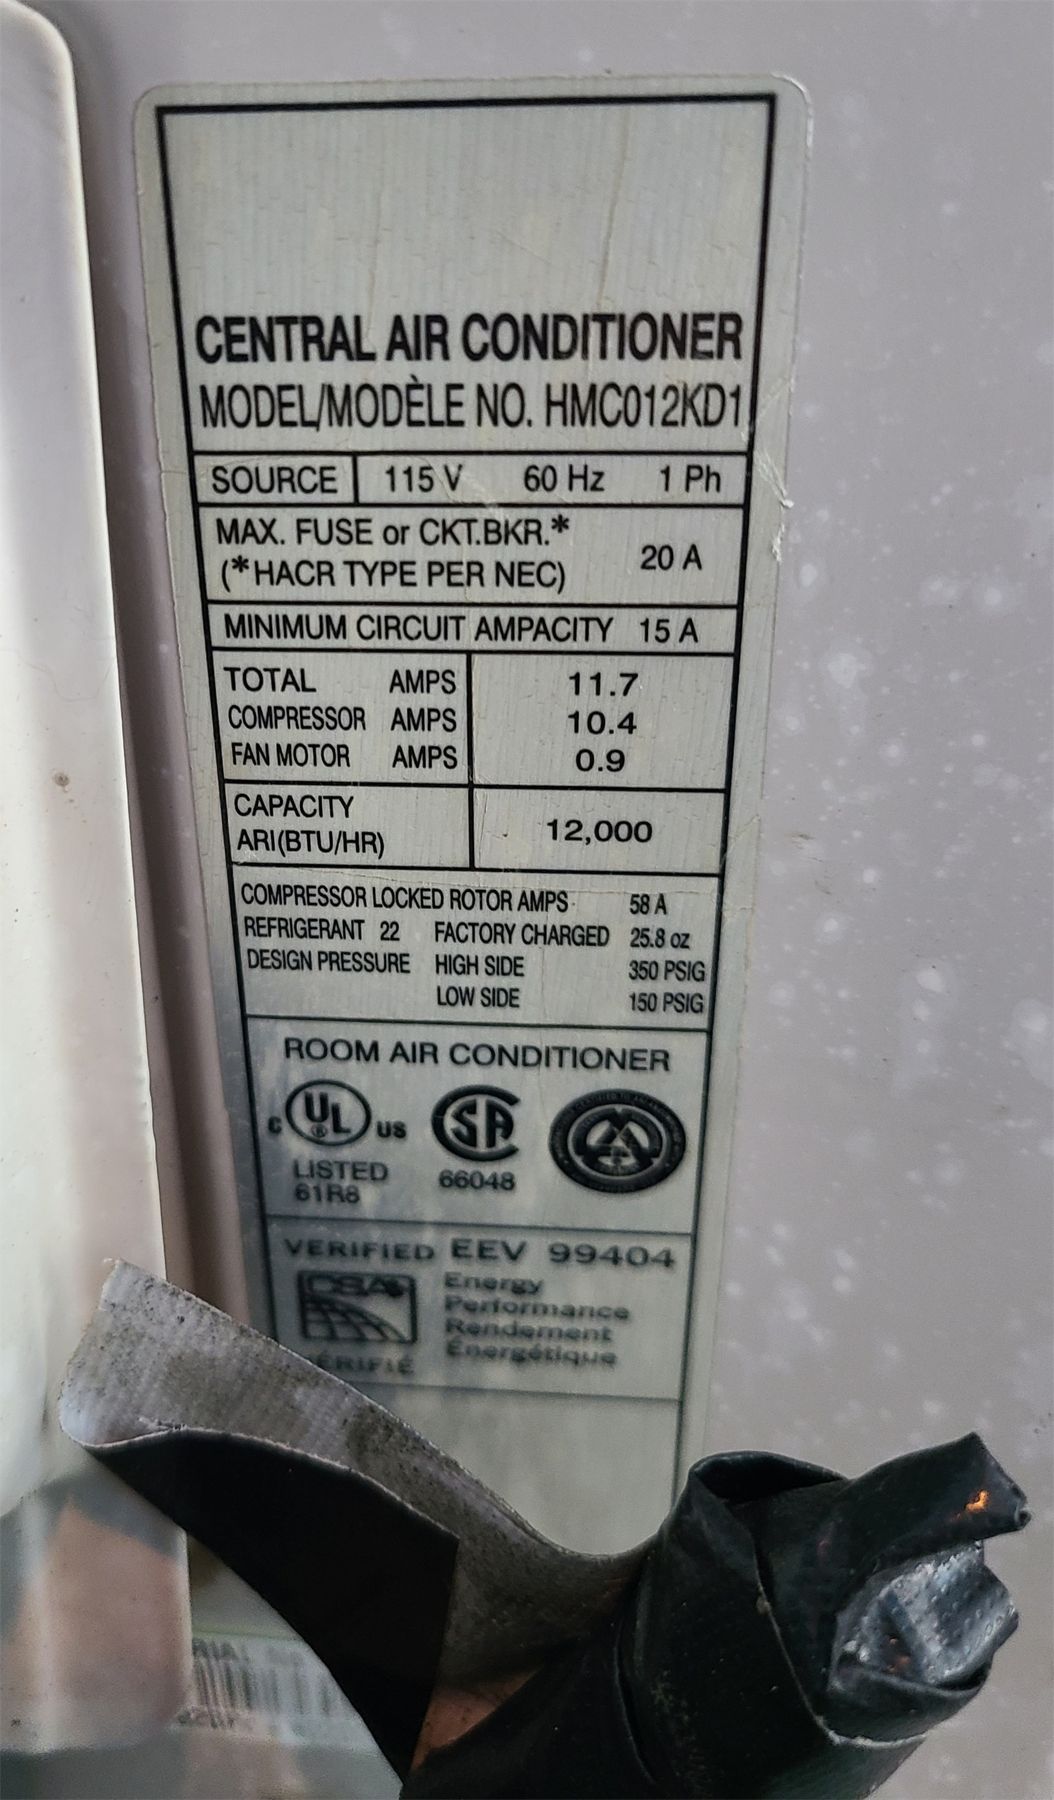 CENTRAL AIR CONDITIONER
MODEL/MODÈLE NO. HMC012KD1
SOURCE 115 V 60 Hz 1 Ph
MAX. FUSE or CKT.BKR.*
(*HACR TYPE PER NEC) 20 A
MINIMUM CIRCUIT AMPACITY 15 A
TOTAL AMPS 11.7
COMPRESSOR AMPS 10.4
FAN MOTOR AMPS 0.9
CAPACITY
ARI(BTU/HR) 12,000
COMPRESSOR LOCKED ROTOR AMPS 58 A
REFRIGERANT 22 FACTORY CHARGED 25.8 oz
DESIGN PRESSURE HIGH SIDE 350 PSIG
LOW SIDE 150 PSIG
ROOM AIR CONDITIONER
C UL ® US SA
LISTED 66048
61R8
VERIFIED EEV 99404
CSA Energy
Performance
Rendement
ÉRIFIÉ Énergétique